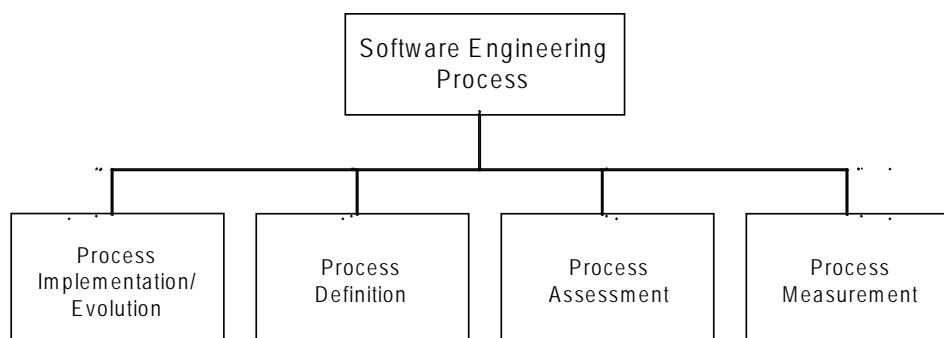 Software Engineering
Process
Process
Implementation/
Evolution
Process
Definition
Process
Assessment
Process
Measurement